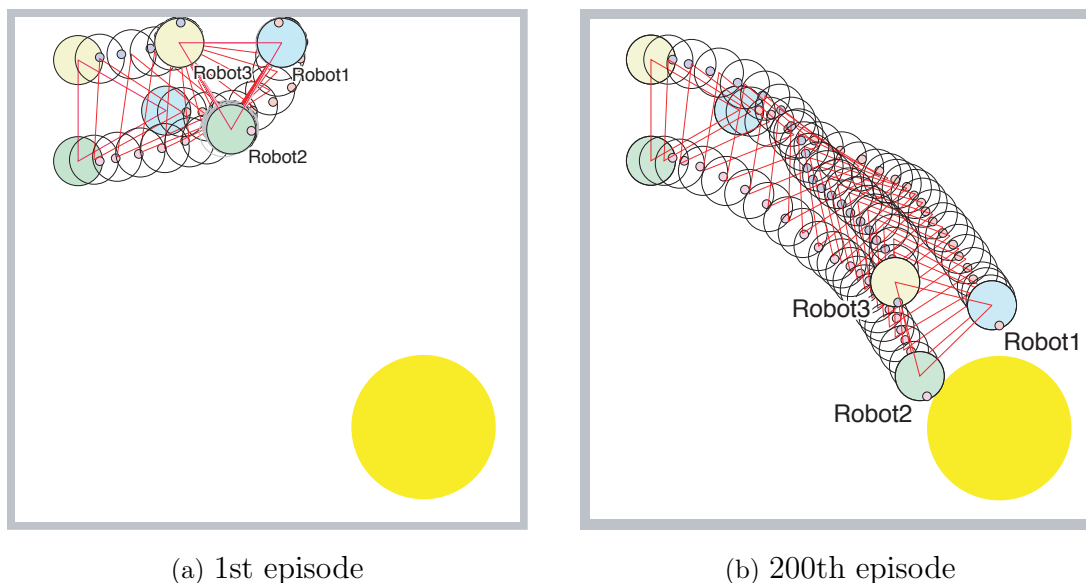 Robot3
Robot1
Robot2
Robot3
Robot1
Robot2
(a) 1st episode
(b) 200th episode